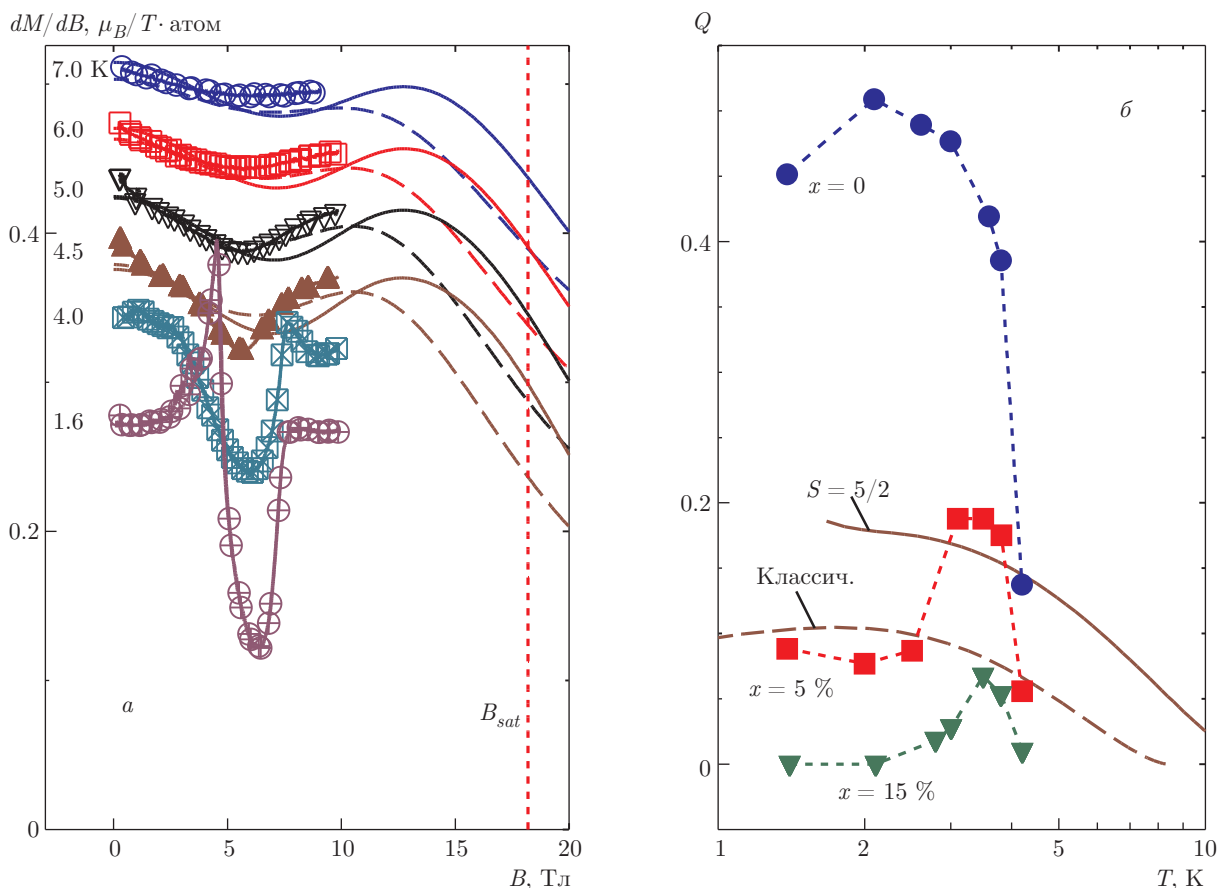 dM/dB, μ_B/T · атом
7.0 K
6.0
5.0
0.4
4.5
4.0
1.6
0.2
0
а
B_sat
0 5 10 15 20
B, Тл
Q
б
x = 0
0.4
S = 5/2
0.2
Классич.
x = 5 %
0
x = 15 %
1 2 5 10
T, K